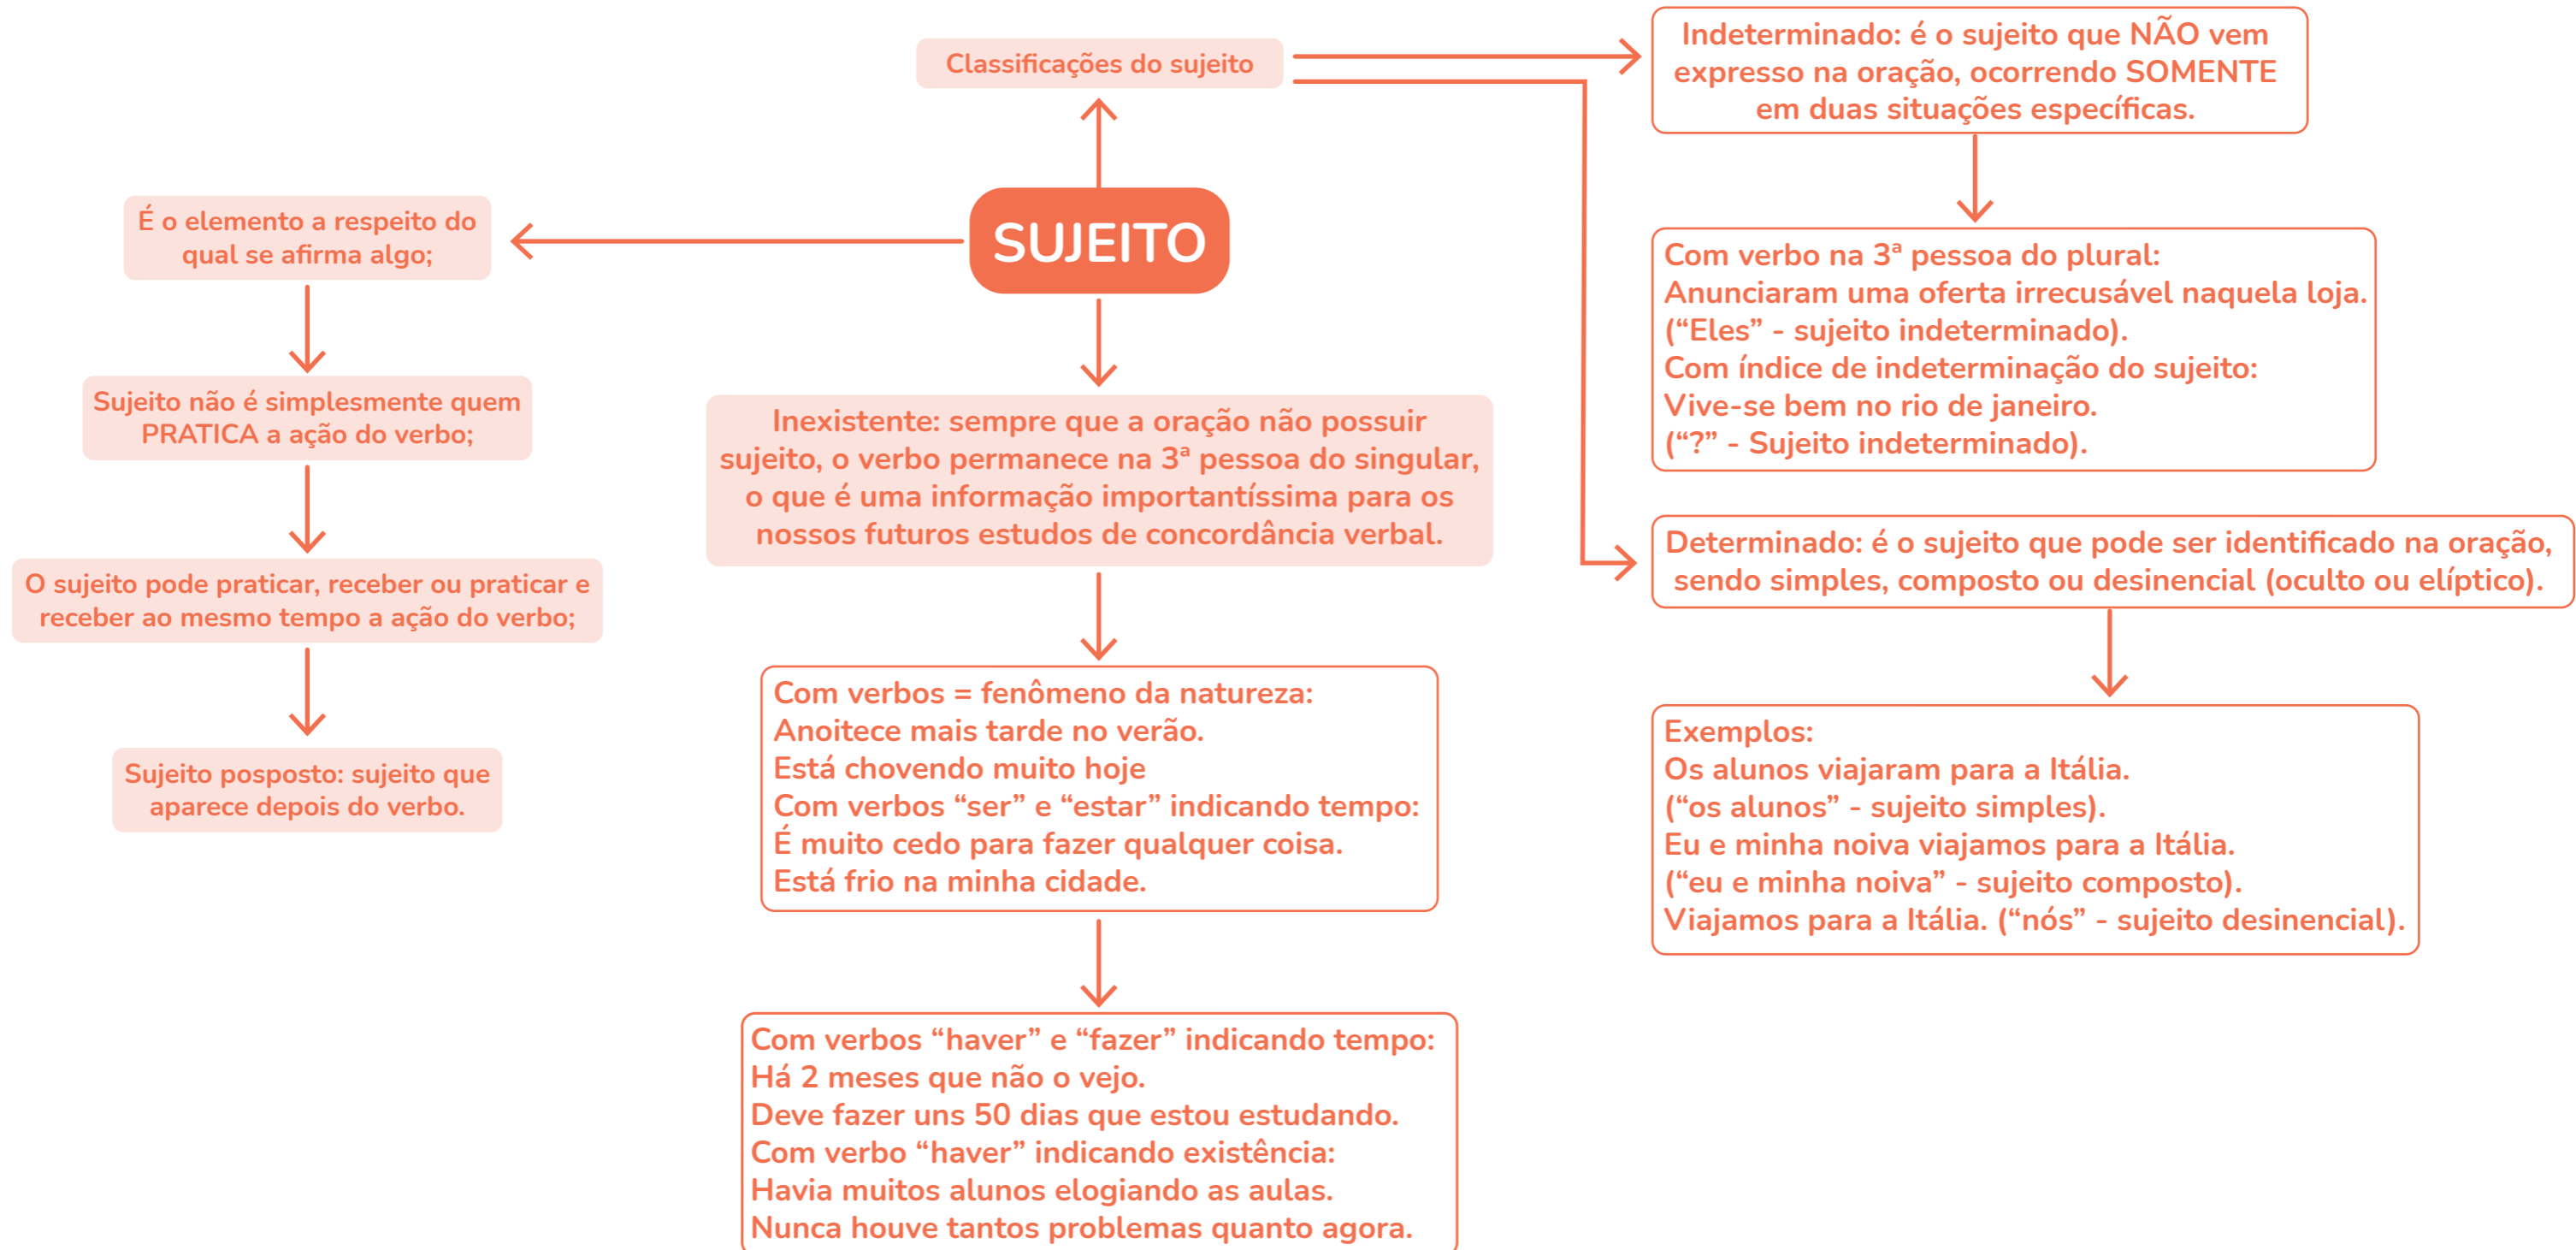 SUJEITO
É o elemento a respeito do
qual se afirma algo;
Sujeito não é simplesmente quem
PRATICA a ação do verbo;
O sujeito pode praticar, receber ou praticar e
receber ao mesmo tempo a ação do verbo;
Sujeito posposto: sujeito que
aparece depois do verbo.
Classificações do sujeito
Indeterminado: é o sujeito que NÃO vem
expresso na oração, ocorrendo SOMENTE
em duas situações específicas.
Com verbo na 3ª pessoa do plural:
Anunciaram uma oferta irrecusável naquela loja.
(“Eles” - sujeito indeterminado).
Com índice de indeterminação do sujeito:
Vive-se bem no rio de janeiro.
(“?” - Sujeito indeterminado).
Determinado: é o sujeito que pode ser identificado na oração,
sendo simples, composto ou desinencial (oculto ou elíptico).
Exemplos:
Os alunos viajaram para a Itália.
(“os alunos” - sujeito simples).
Eu e minha noiva viajamos para a Itália.
(“eu e minha noiva” - sujeito composto).
Viajamos para a Itália. (“nós” - sujeito desinencial).
Inexistente: sempre que a oração não possuir
sujeito, o verbo permanece na 3ª pessoa do singular,
o que é uma informação importantíssima para os
nossos futuros estudos de concordância verbal.
Com verbos = fenômeno da natureza:
Anoitece mais tarde no verão.
Está chovendo muito hoje
Com verbos “ser” e “estar” indicando tempo:
É muito cedo para fazer qualquer coisa.
Está frio na minha cidade.
Com verbos “haver” e “fazer” indicando tempo:
Há 2 meses que não o vejo.
Deve fazer uns 50 dias que estou estudando.
Com verbo “haver” indicando existência:
Havia muitos alunos elogiando as aulas.
Nunca houve tantos problemas quanto agora.